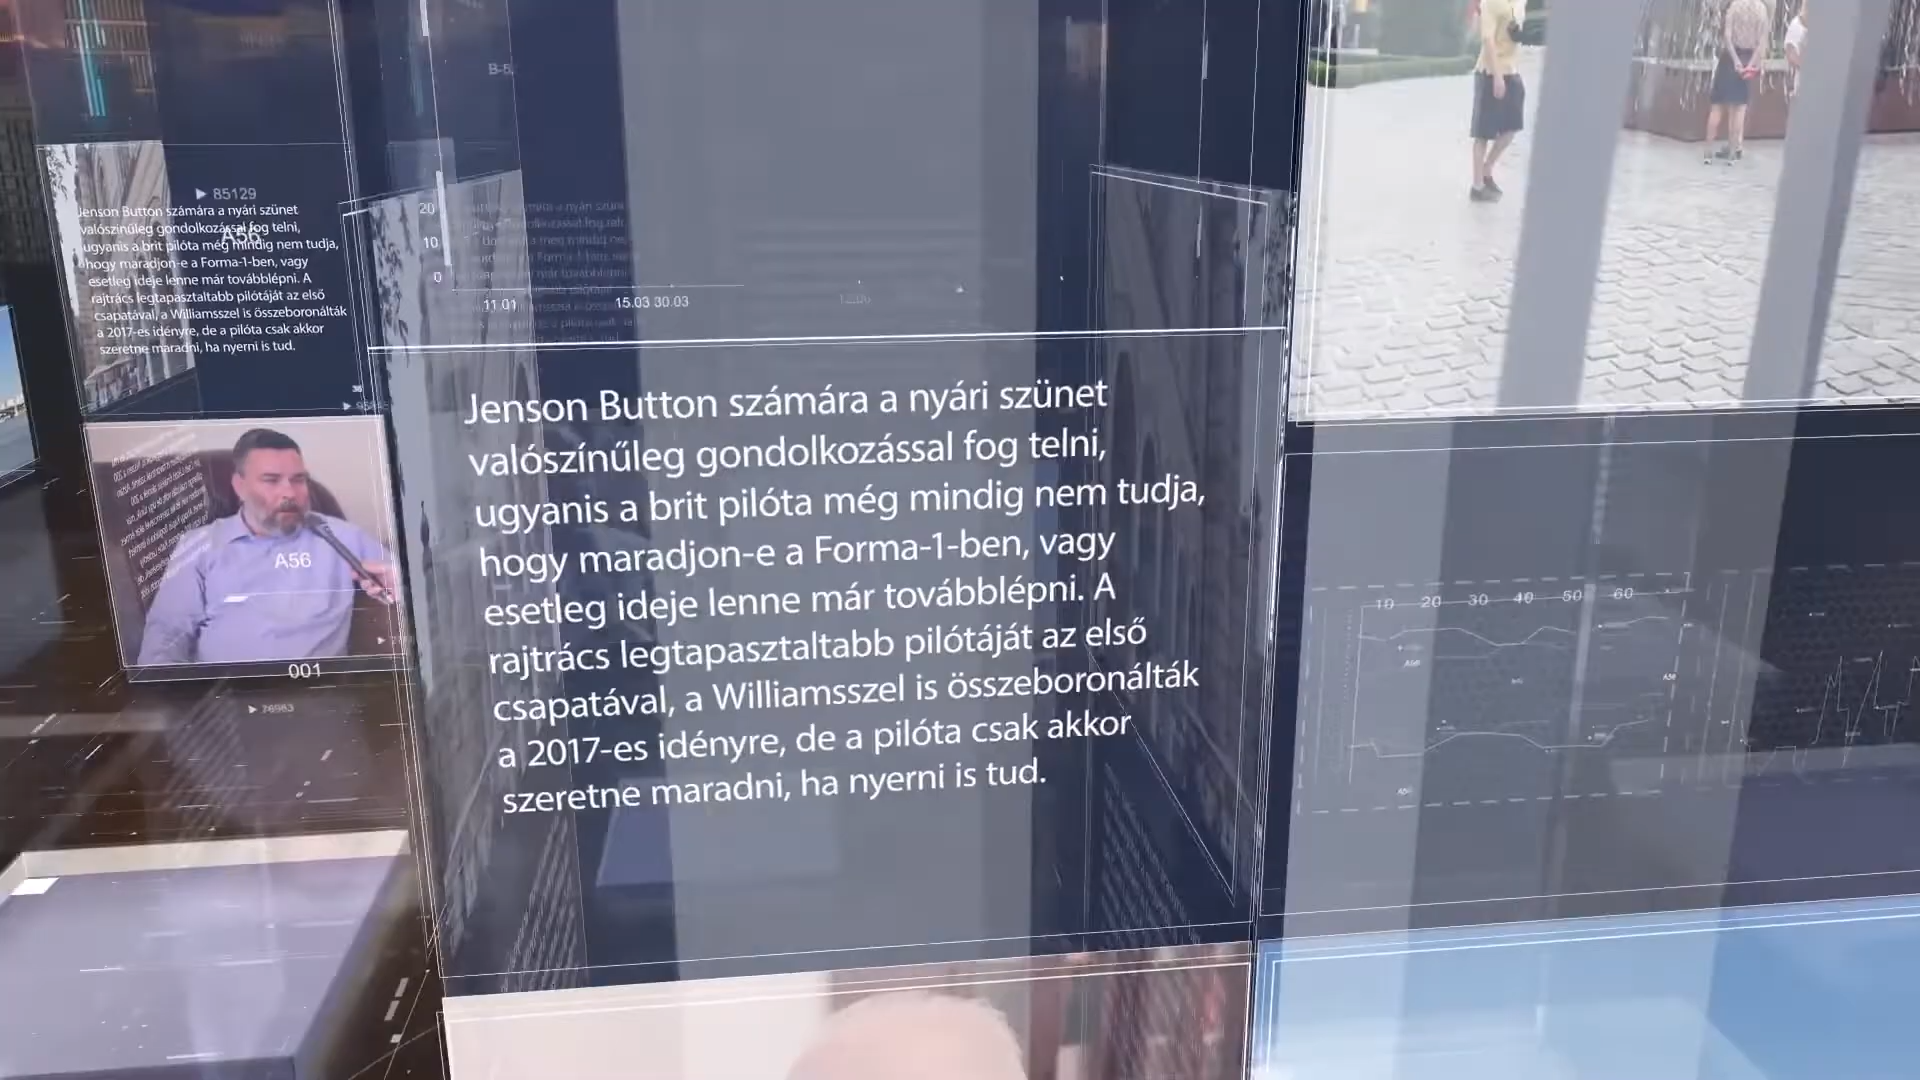 B-5
85129
Jenson Button számára a nyári szünet
valószínűleg gondolkozással fog telni,
ugyanis a brit pilóta még mindig nem tudja,
hogy maradjon-e a Forma-1-ben, vagy
esetleg ideje lenne már továbblépni. A
rajtrács legtapasztaltabb pilótáját az első
csapatával, a Williamsszel is összeboronálták
a 2017-es idényre, de a pilóta csak akkor
szeretne maradni, ha nyerni is tud.
A56
20
10
0
11.01
15.03 30.03
12.00
Jenson Button számára a nyári szünet
valószínűleg gondolkozással fog telni,
ugyanis a brit pilóta még mindig nem tudja,
hogy maradjon-e a Forma-1-ben, vagy
esetleg ideje lenne már továbblépni. A
rajtrács legtapasztaltabb pilótáját az első
csapatával, a Williamsszel is összeboronálták
a 2017-es idényre, de a pilóta csak akkor
szeretne maradni, ha nyerni is tud.
A56
001
76983
10 20 30 40 50 60